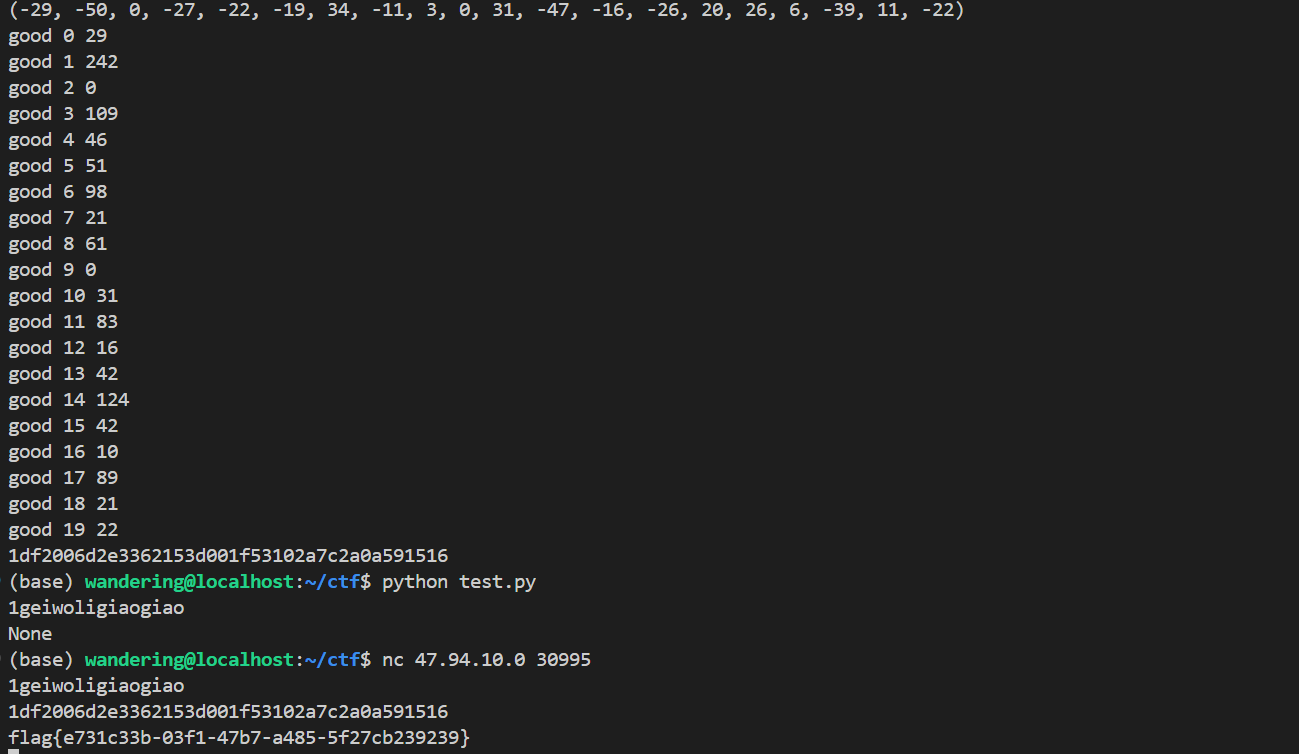 (-29, -50, 0, -27, -22, -19, 34, -11, 3, 0, 31, -47, -16, -26, 20, 26, 6, -39, 11, -22)
good 0 29
good 1 242
good 2 0
good 3 109
good 4 46
good 5 51
good 6 98
good 7 21
good 8 61
good 9 0
good 10 31
good 11 83
good 12 16
good 13 42
good 14 124
good 15 42
good 16 10
good 17 89
good 18 21
good 19 22
1df2006d2e3362153d001f53102a7c2a0a591516
(base) wandering@localhost:~/ctf$ python test.py
1geiwoligiaogiao
None
(base) wandering@localhost:~/ctf$ nc 47.94.10.0 30995
1geiwoligiaogiao
1df2006d2e3362153d001f53102a7c2a0a591516
flag{e731c33b-03f1-47b7-a485-5f27cb239239}